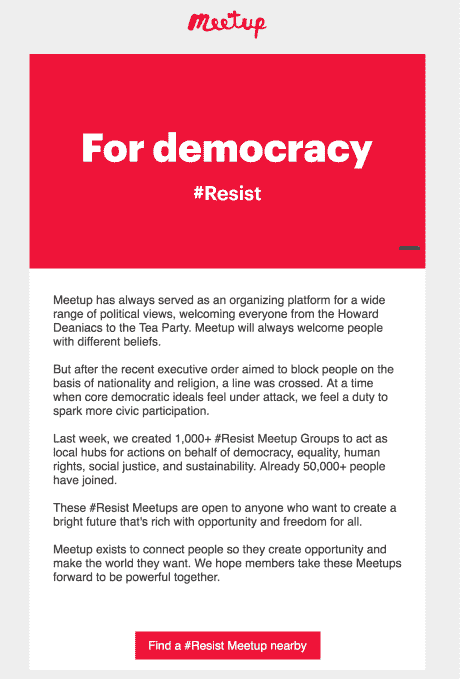 Meetup
For democracy
#Resist
Meetup has always served as an organizing platform for a wide
range of political views, welcoming everyone from the Howard
Deaniacs to the Tea Party. Meetup will always welcome people
with different beliefs.
But after the recent executive order aimed to block people on the
basis of nationality and religion, a line was crossed. At a time
when core democratic ideals feel under attack, we feel a duty to
spark more civic participation.
Last week, we created 1,000+ #Resist Meetup Groups to act as
local hubs for actions on behalf of democracy, equality, human
rights, social justice, and sustainability. Already 50,000+ people
have joined.
These #Resist Meetups are open to anyone who want to create a
bright future that's rich with opportunity and freedom for all.
Meetup exists to connect people so they create opportunity and
make the world they want. We hope members take these Meetups
forward to be powerful together.
Find a #Resist Meetup nearby